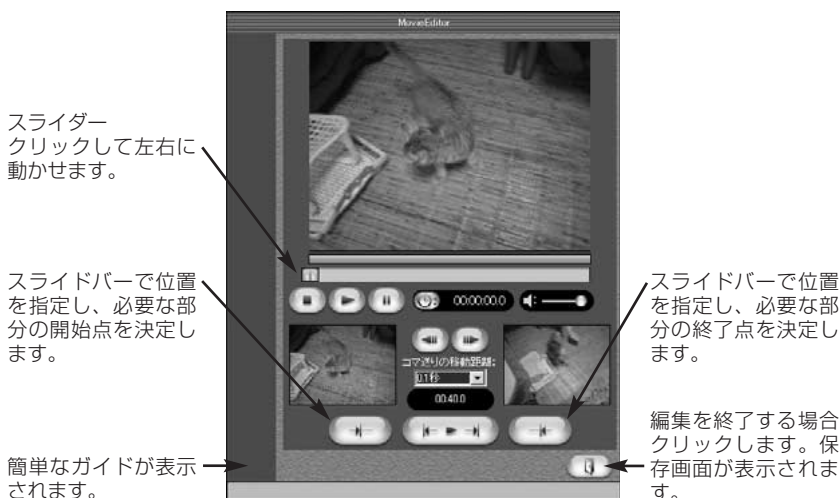 MovieEditor
スライダー
クリックして左右に
動かせます。
スライドバーで位置
を指定し、必要な部
分の開始点を決定し
ます。
簡単なガイドが表示
されます。
00:00:00.0
コマ送りの移動距離:
0.1秒
00:40.0
スライドバーで位置
を指定し、必要な部
分の終了点を決定し
ます。
編集を終了する場合
クリックします。保
存画面が表示されま
す。